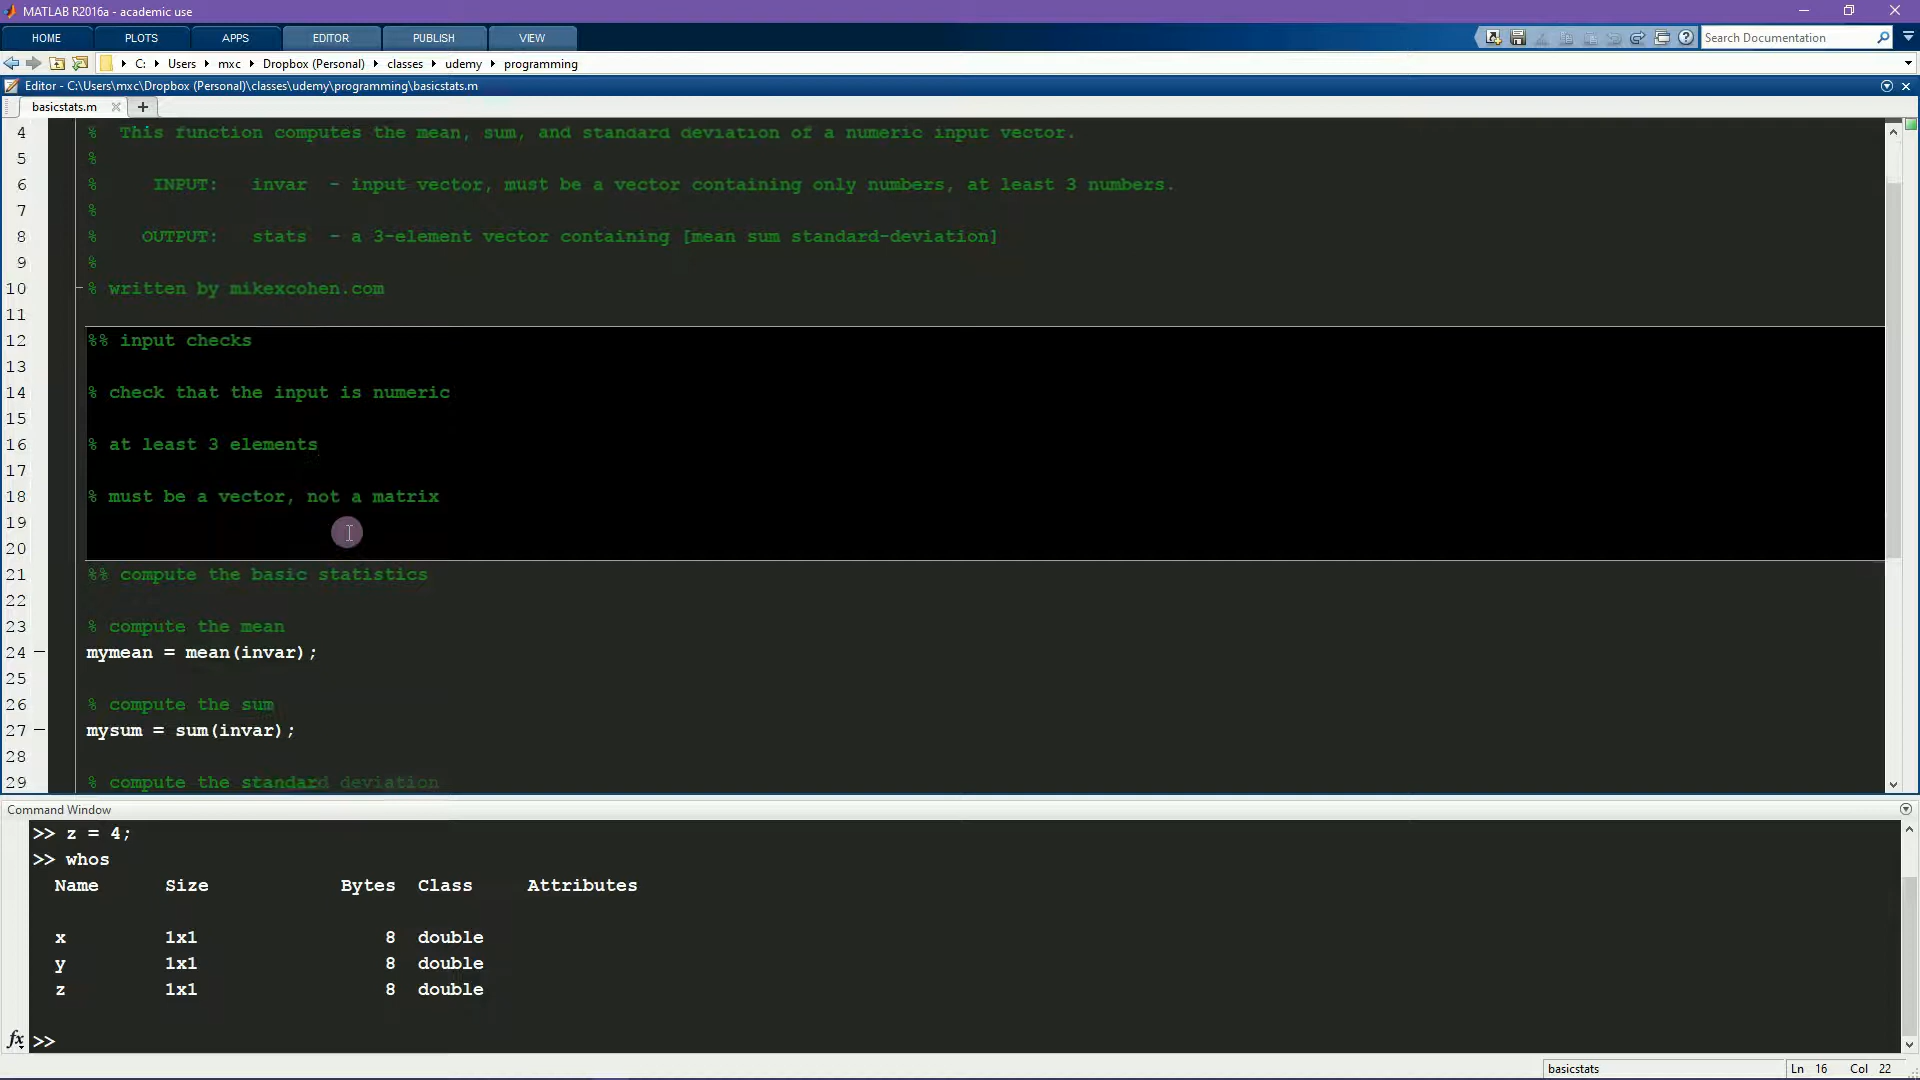 MATLAB R2016a - academic use
HOME PLOTS APPS EDITOR PUBLISH VIEW Search Documentation
C: Users mxc Dropbox (Personal) classes udemy programming
Editor - C:\Users\mxc\Dropbox (Personal)\classes\udemy\programming\basicstats.m
basicstats.m
4 % This function computes the mean, sum, and standard deviation of a numeric input vector.
5 %
6 % INPUT: invar - input vector, must be a vector containing only numbers, at least 3 numbers.
7 %
8 % OUTPUT: stats - a 3-element vector containing [mean sum standard-deviation]
9 %
10 % written by mikexcohen.com
11
12 %% input checks
13
14 % check that the input is numeric
15
16 % at least 3 elements
17
18 % must be a vector, not a matrix
19
20
21 %% compute the basic statistics
22
23 % compute the mean
24 mymean = mean(invar);
25
26 % compute the sum
27 mysum = sum(invar);
28
29 % compute the standard deviation
Command Window
>> z = 4;
>> whos
Name Size Bytes Class Attributes
x 1x1 8 double
y 1x1 8 double
z 1x1 8 double
fx >>
basicstats Ln 16 Col 22